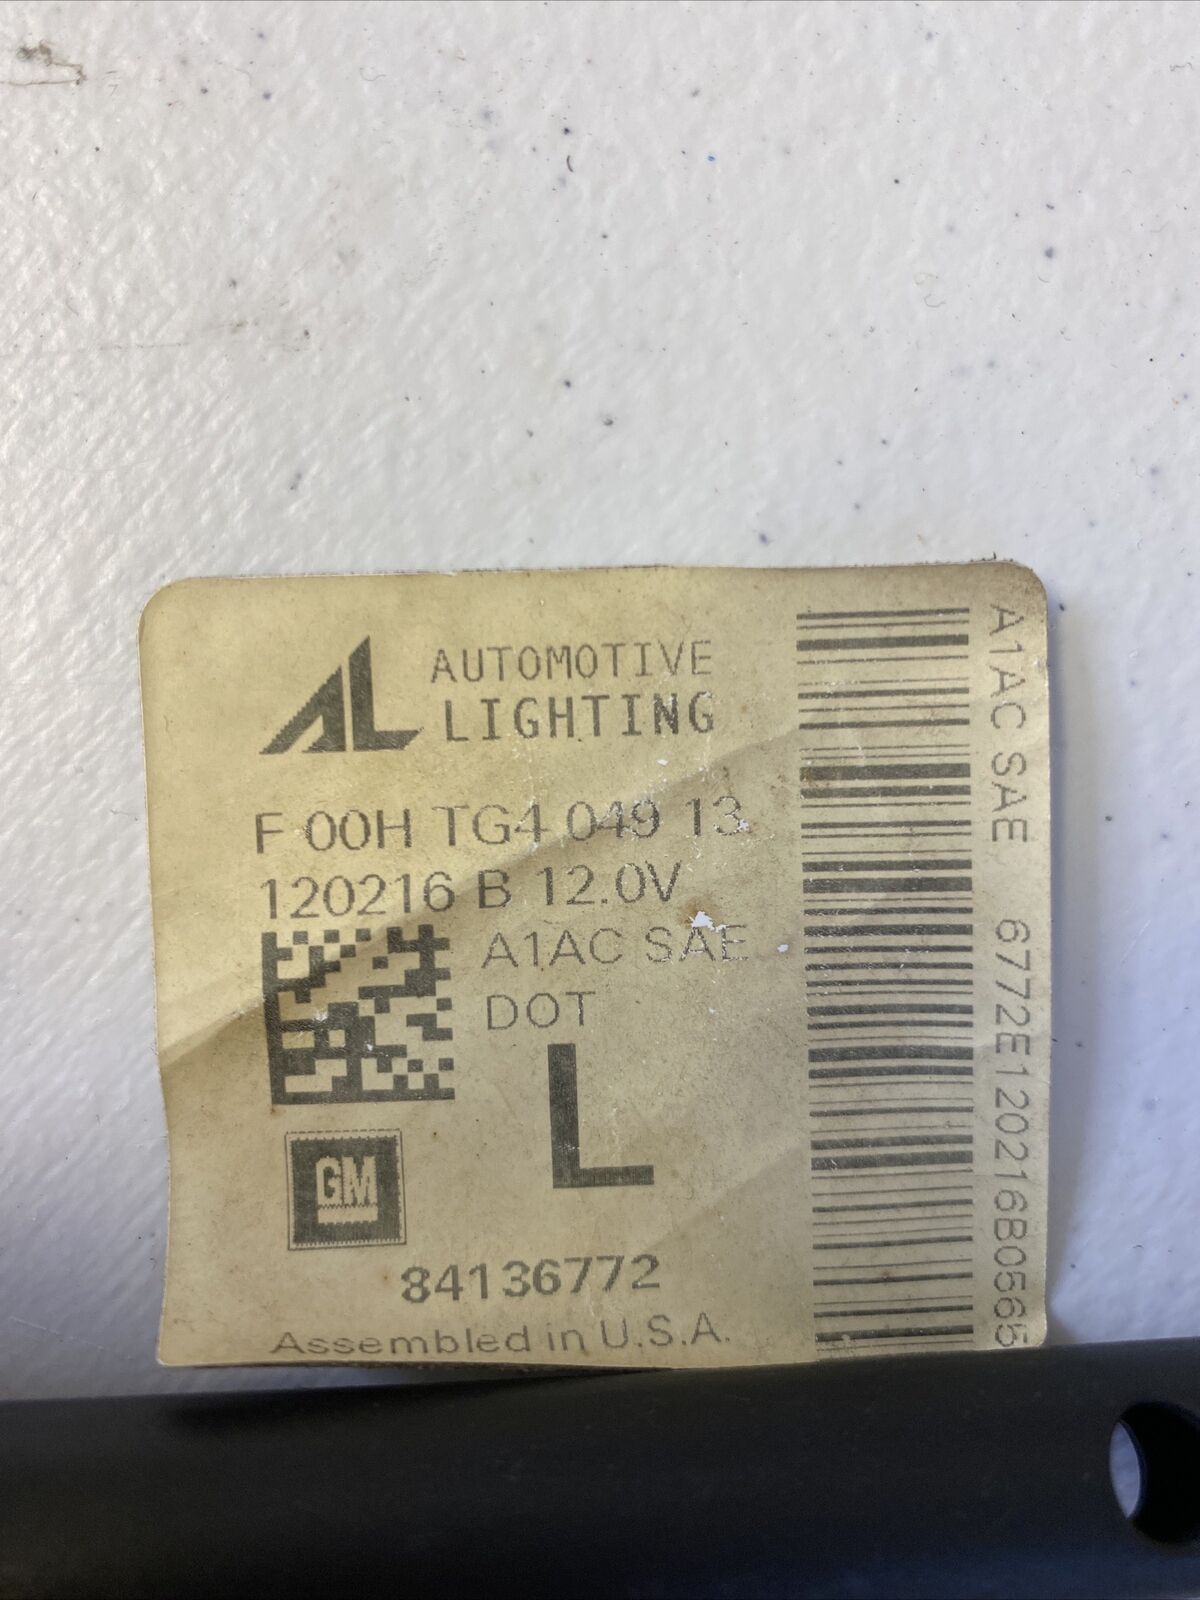 AL AUTOMOTIVE
LIGHTING
F 00H TG4 049 13
120216 B 12.0V
A1AC SAE
DOT
L
GM
84136772
Assembled in U.S.A.
A1AC SAE 6772E120216B0565